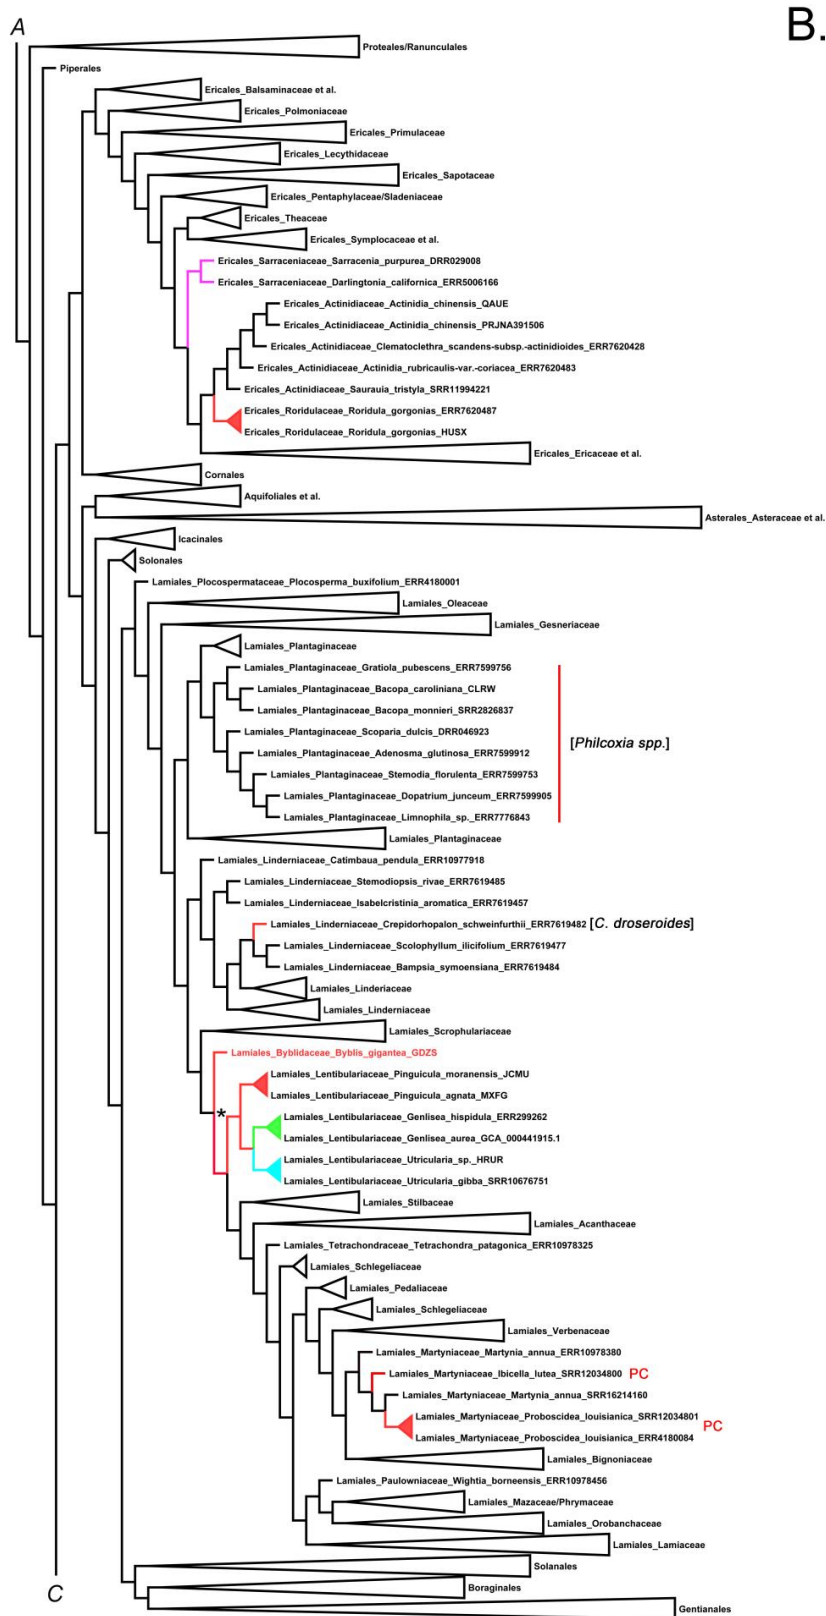 A
B.
Proteales/Ranunculales
Piperales
Ericales_Balsaminaceae et al.
Ericales_Polmoniaceae
Ericales_Primulaceae
Ericales_Lecythidaceae
Ericales_Sapotaceae
Ericales_Pentaphylaceae/Sladeniaceae
Ericales_Theaceae
Ericales_Symplocaceae et al.
Ericales_Sarraceniaceae_Sarracenia_purpurea_DRR029008
Ericales_Sarraceniaceae_Darlingtonia_californica_ERR5006166
Ericales_Actinidiaceae_Actinidia_chinensis_QAUE
Ericales_Actinidiaceae_Actinidia_chinensis_PRJNA391506
Ericales_Actinidiaceae_Clematoclethra_scandens-subsp.-actinidioides_ERR7620428
Ericales_Actinidiaceae_Actinidia_rubricaulis-var.-coriacea_ERR7620483
Ericales_Actinidiaceae_Saurauia_tristyla_SRR11994221
Ericales_Roridulaceae_Roridula_gorgonias_ERR7620487
Ericales_Roridulaceae_Roridula_gorgonias_HUSX
Ericales_Ericaceae et al.
Cornales
Aquifoliales et al.
Asterales_Asteraceae et al.
Icacinales
Solonales
Lamiales_Plocospermataceae_Plocosperma_buxifolium_ERR4180001
Lamiales_Oleaceae
Lamiales_Gesneriaceae
Lamiales_Plantaginaceae
Lamiales_Plantaginaceae_Gratiola_pubescens_ERR7599756
Lamiales_Plantaginaceae_Bacopa_caroliniana_CLRW
Lamiales_Plantaginaceae_Bacopa_monnieri_SRR2826837
Lamiales_Plantaginaceae_Scoparia_dulcis_DRR046923
[Philcoxia spp.]
Lamiales_Plantaginaceae_Adenosma_glutinosa_ERR7599912
Lamiales_Plantaginaceae_Stemodia_florulenta_ERR7599753
Lamiales_Plantaginaceae_Dopatrium_junceum_ERR7599905
Lamiales_Plantaginaceae_Limnophila_sp._ERR7776843
Lamiales_Plantaginaceae
Lamiales_Linderniaceae_Catimbaua_pendula_ERR10977918
Lamiales_Linderniaceae_Stemodiopsis_rivae_ERR7619485
Lamiales_Linderniaceae_Isabelcristinia_aromatica_ERR7619457
Lamiales_Linderniaceae_Crepidorhopalon_schweinfurthii_ERR7619482 [C. droseroides]
Lamiales_Linderniaceae_Scolophyllum_ilicifolium_ERR7619477
Lamiales_Linderniaceae_Bampsia_symoensiana_ERR7619484
Lamiales_Linderiaceae
Lamiales_Linderniaceae
Lamiales_Scrophulariaceae
Lamiales_Byblidaceae_Byblis_gigantea_GDZS
Lamiales_Lentibulariaceae_Pinguicula_moranensis_JCMU
Lamiales_Lentibulariaceae_Pinguicula_agnata_MXFG
*
Lamiales_Lentibulariaceae_Genlisea_hispidula_ERR299262
Lamiales_Lentibulariaceae_Genlisea_aurea_GCA_000441915.1
Lamiales_Lentibulariaceae_Utricularia_sp._HRUR
Lamiales_Lentibulariaceae_Utricularia_gibba_SRR10676751
Lamiales_Stilbaceae
Lamiales_Acanthaceae
Lamiales_Tetrachondraceae_Tetrachondra_patagonica_ERR10978325
Lamiales_Schlegeliaceae
Lamiales_Pedaliaceae
Lamiales_Schlegeliaceae
Lamiales_Verbenaceae
Lamiales_Martyniaceae_Martynia_annua_ERR10978380
Lamiales_Martyniaceae_Ibicella_lutea_SRR12034800 PC
Lamiales_Martyniaceae_Martynia_annua_SRR16214160
Lamiales_Martyniaceae_Proboscidea_louisianica_SRR12034801
PC
Lamiales_Martyniaceae_Proboscidea_louisianica_ERR4180084
Lamiales_Bignoniaceae
Lamiales_Paulowniaceae_Wightia_borneensis_ERR10978456
Lamiales_Mazaceae/Phrymaceae
Lamiales_Orobanchaceae
Lamiales_Lamiaceae
Solanales
Boraginales
C
Gentianales